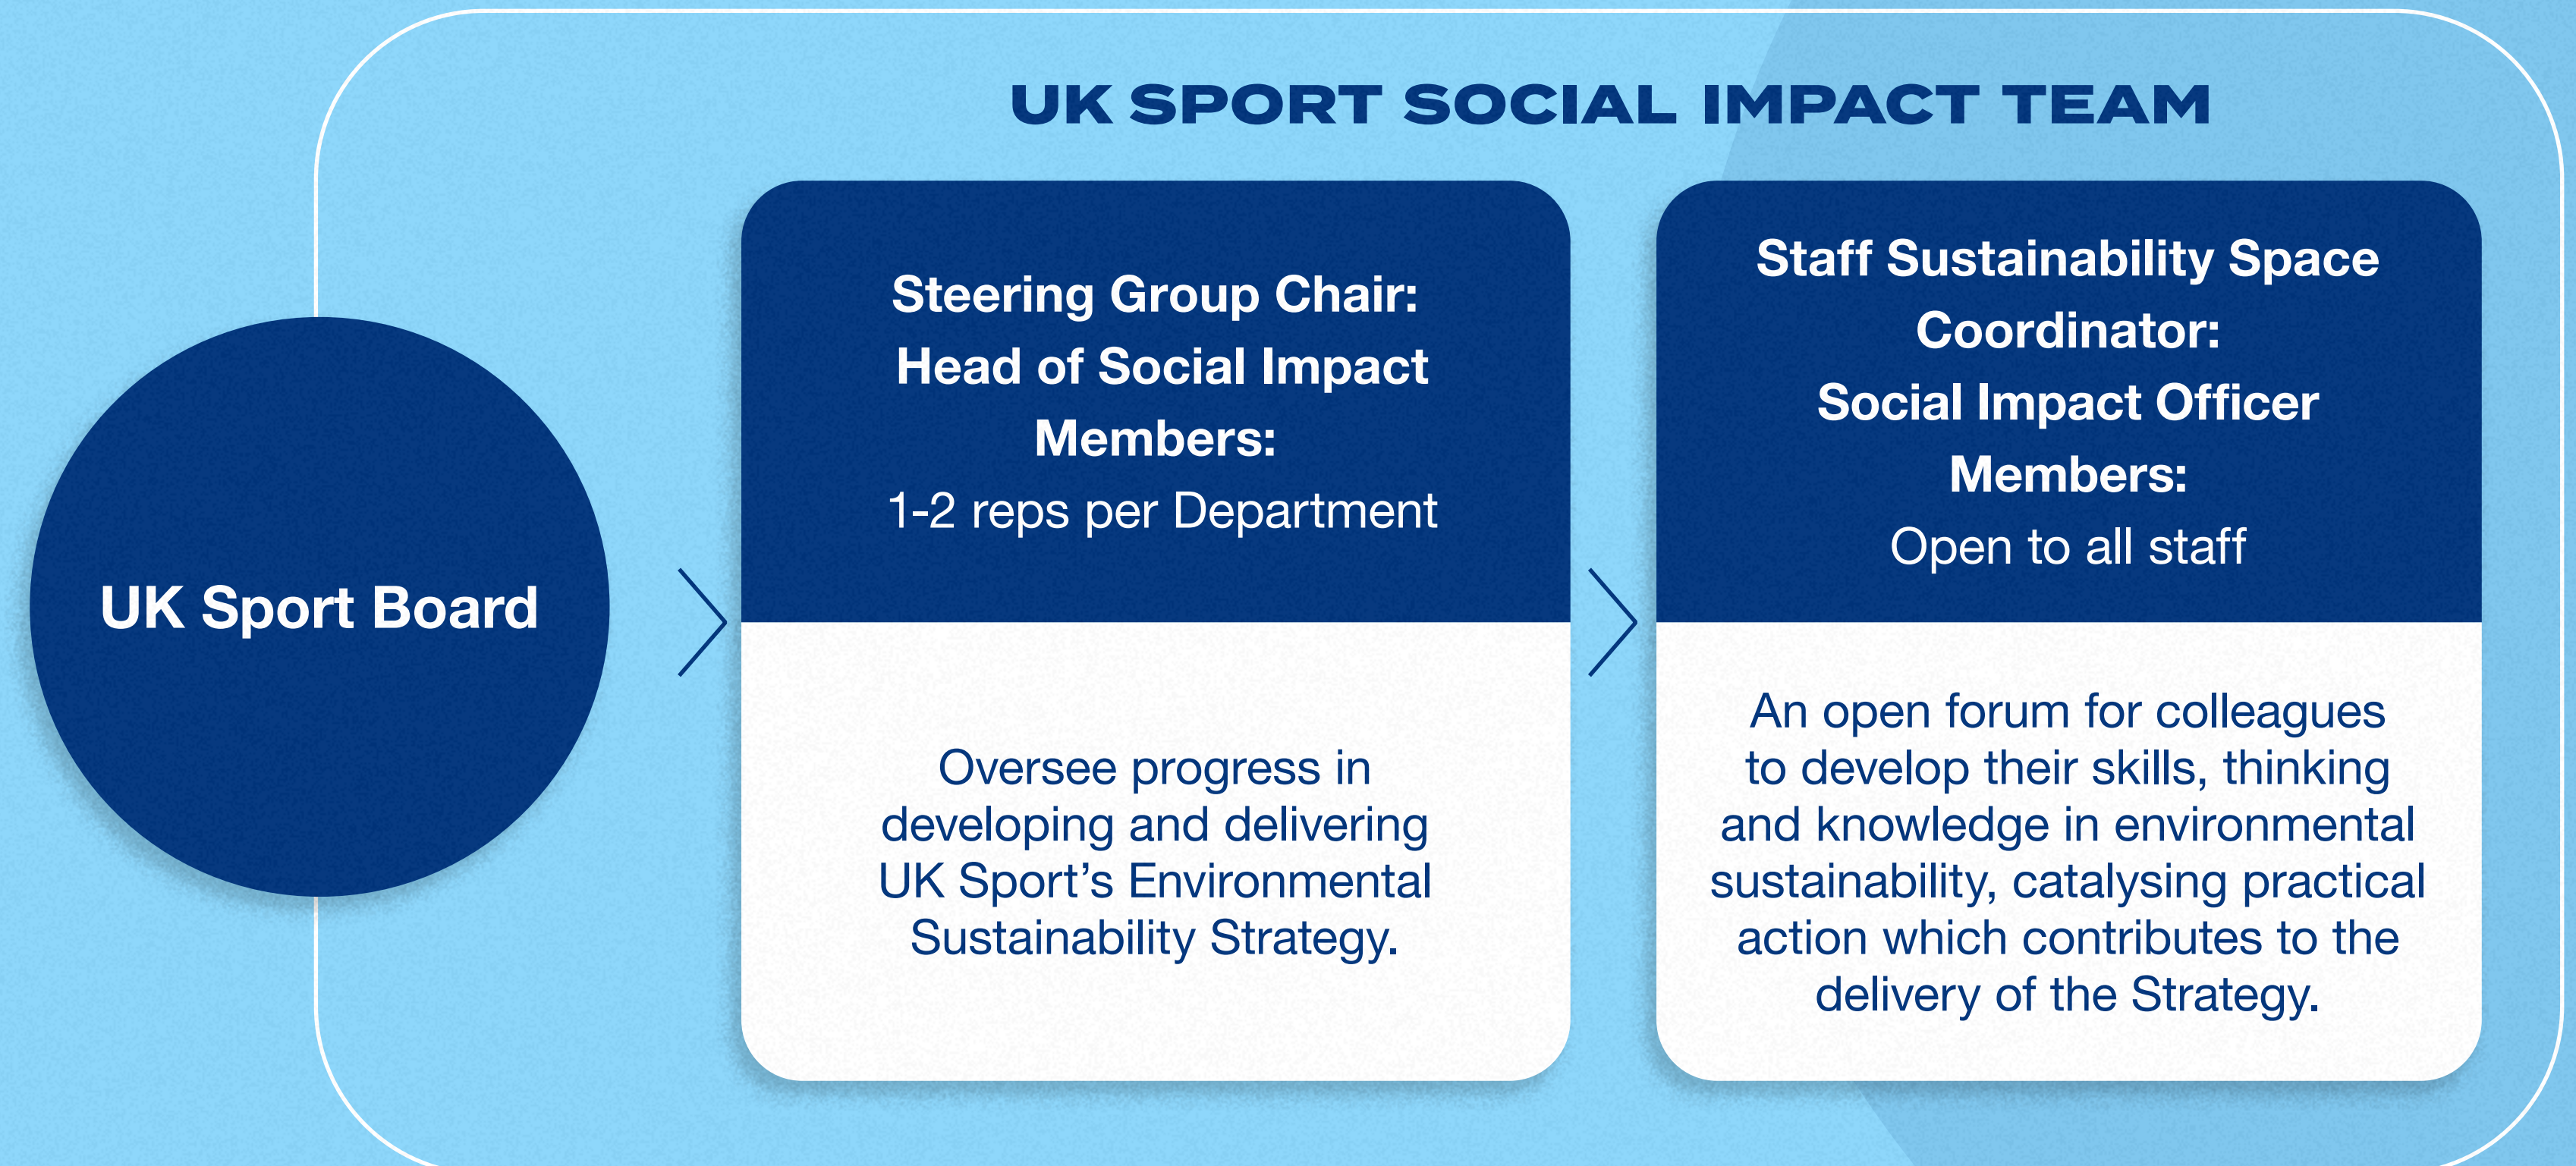 UK SPORT SOCIAL IMPACT TEAM
UK Sport Board
Steering Group Chair:
Head of Social Impact
Members:
1-2 reps per Department
Oversee progress in
developing and delivering
UK Sport’s Environmental
Sustainability Strategy.
Staff Sustainability Space
Coordinator:
Social Impact Officer
Members:
Open to all staff
An open forum for colleagues
to develop their skills, thinking
and knowledge in environmental
sustainability, catalysing practical
action which contributes to the
delivery of the Strategy.